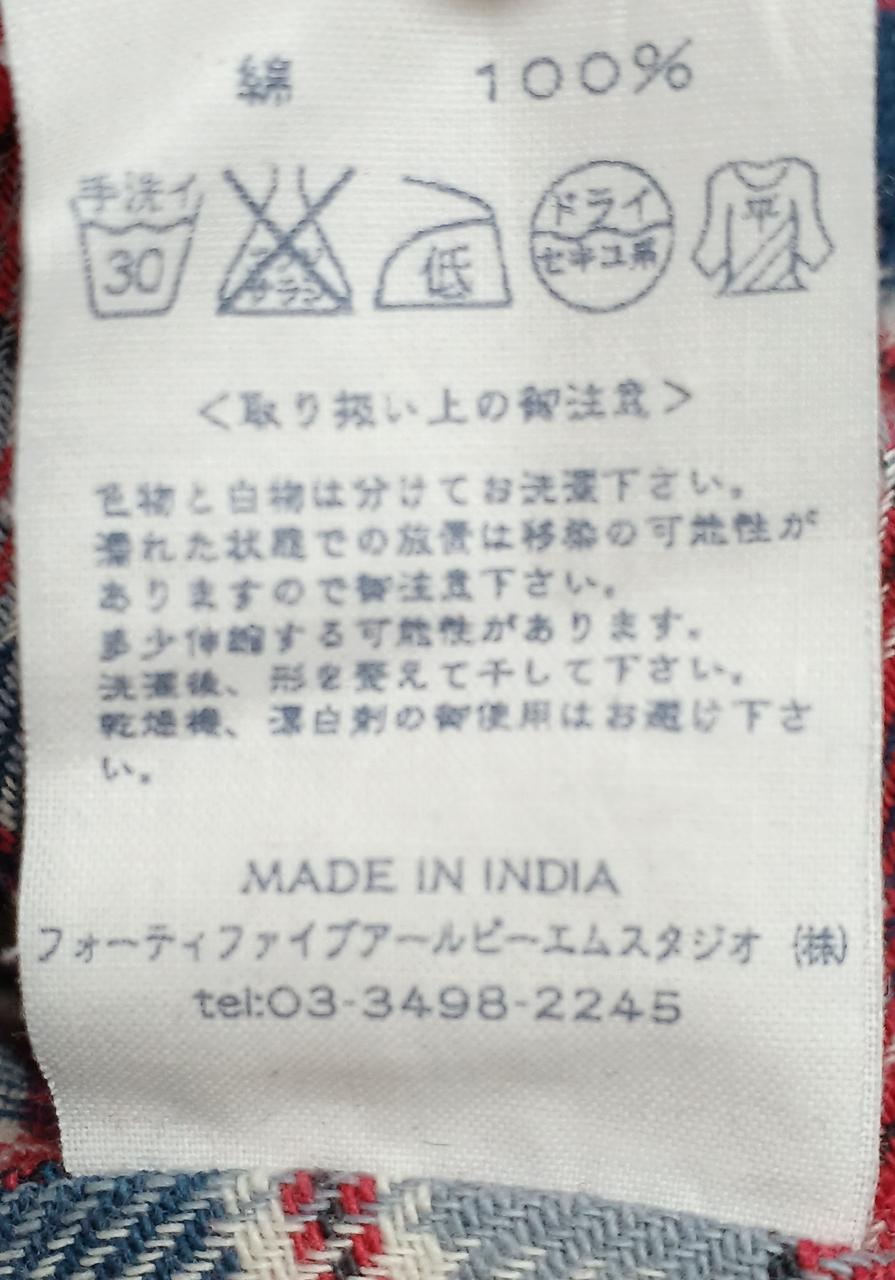 綿 100%
手洗イ
30
エンソ
サラシ
低
ドライ
セキユ系
平
<取り扱い上の御注意>
色物と白物は分けてお洗濯下さい。
濡れた状態での放置は移染の可能性が
ありますので御注意下さい。
多少伸縮する可能性があります。
洗濯後、形を整えて干して下さい。
乾燥機、漂白剤の御使用はお避け下さ
い。
MADE IN INDIA
フォーティファイブアールピーエムスタジオ (株)
tel:03-3498-2245